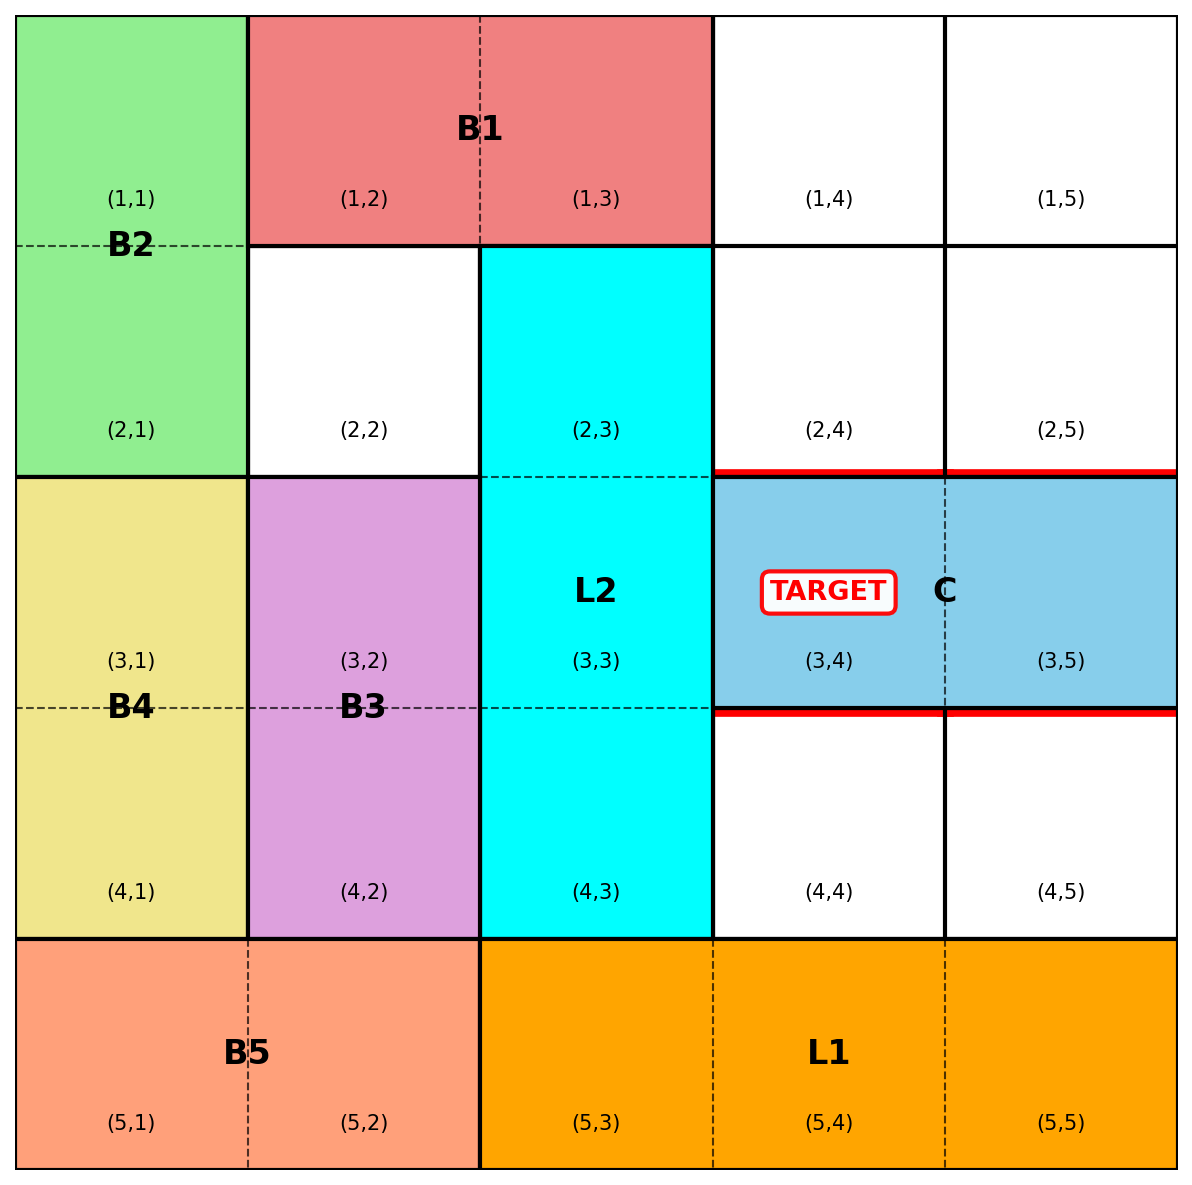 B1
(1,1) (1,2) (1,3) (1,4) (1,5)
B2
(2,1) (2,2) (2,3) (2,4) (2,5)
L2 TARGET C
(3,1) (3,2) (3,3) (3,4) (3,5)
B4 B3
(4,1) (4,2) (4,3) (4,4) (4,5)
B5 L1
(5,1) (5,2) (5,3) (5,4) (5,5)